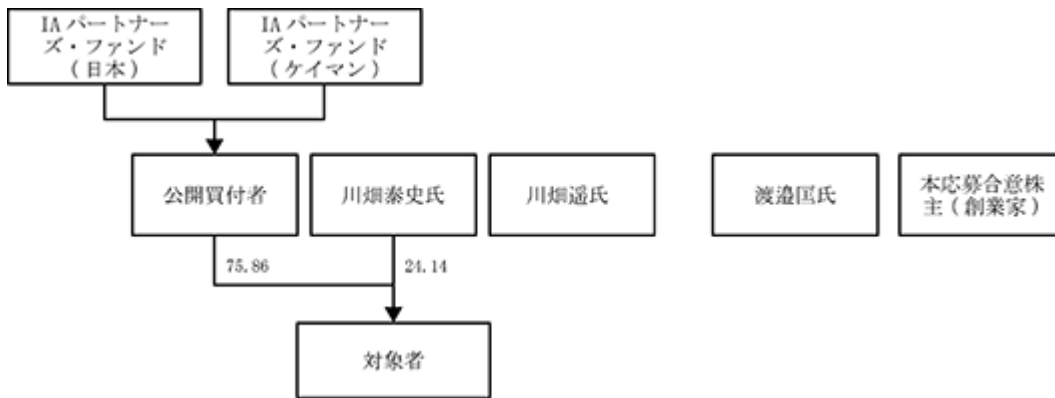 IA パートナー
ズ・ファンド
(日本)
IA パートナー
ズ・ファンド
(ケイマン)
公開買付者
川畑泰史氏
川畑遥氏
渡邉匡氏
本応募合意株
主(創業家)
75.86
24.14
対象者